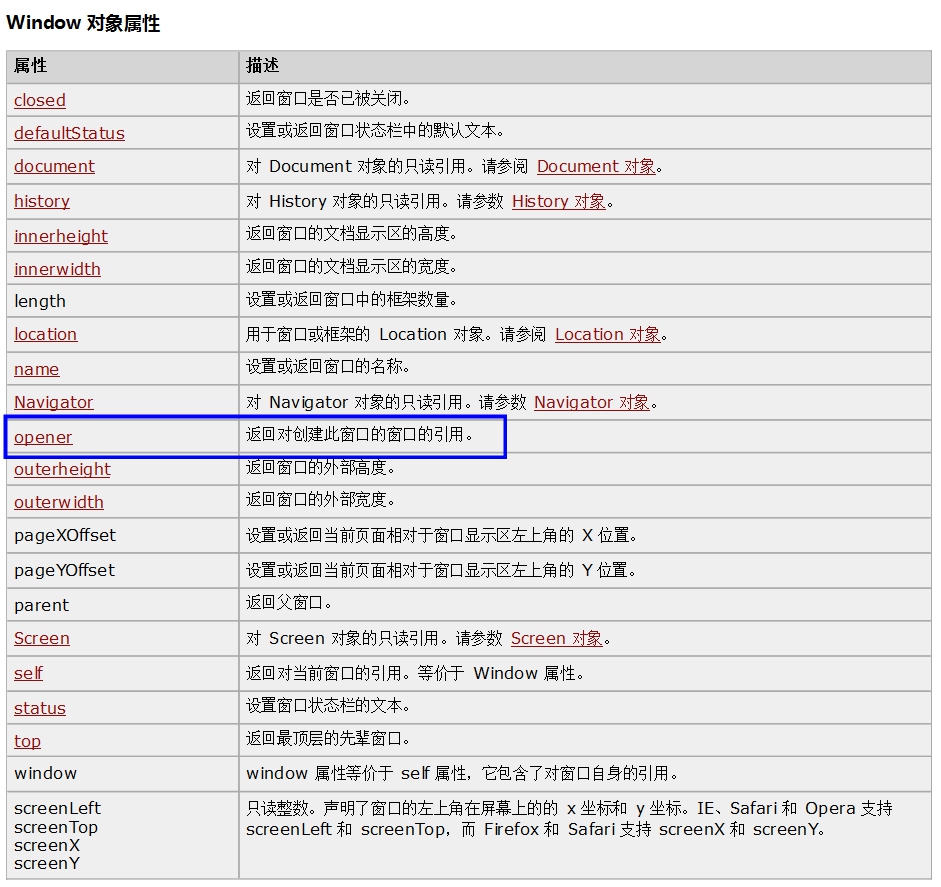 Window 对象属性
属性 描述
closed 返回窗口是否已被关闭。
defaultStatus 设置或返回窗口状态栏中的默认文本。
document 对 Document 对象的只读引用。请参阅 Document 对象。
history 对 History 对象的只读引用。请参数 History 对象。
innerheight 返回窗口的文档显示区的高度。
innerwidth 返回窗口的文档显示区的宽度。
length 设置或返回窗口中的框架数量。
location 用于窗口或框架的 Location 对象。请参阅 Location 对象。
name 设置或返回窗口的名称。
Navigator 对 Navigator 对象的只读引用。请参数 Navigator 对象。
opener 返回对创建此窗口的窗口的引用。
outerheight 返回窗口的外部高度。
outerwidth 返回窗口的外部宽度。
pageXOffset 设置或返回当前页面相对于窗口显示区左上角的 X 位置。
pageYOffset 设置或返回当前页面相对于窗口显示区左上角的 Y 位置。
parent 返回父窗口。
Screen 对 Screen 对象的只读引用。请参数 Screen 对象。
self 返回对当前窗口的引用。等价于 Window 属性。
status 设置窗口状态栏的文本。
top 返回最顶层的先辈窗口。
window window 属性等价于 self 属性，它包含了对窗口自身的引用。
screenLeft
screenTop
screenX
screenY
只读整数。声明了窗口的左上角在屏幕上的的 x 坐标和 y 坐标。IE、Safari 和 Opera 支持
screenLeft 和 screenTop，而 Firefox 和 Safari 支持 screenX 和 screenY。